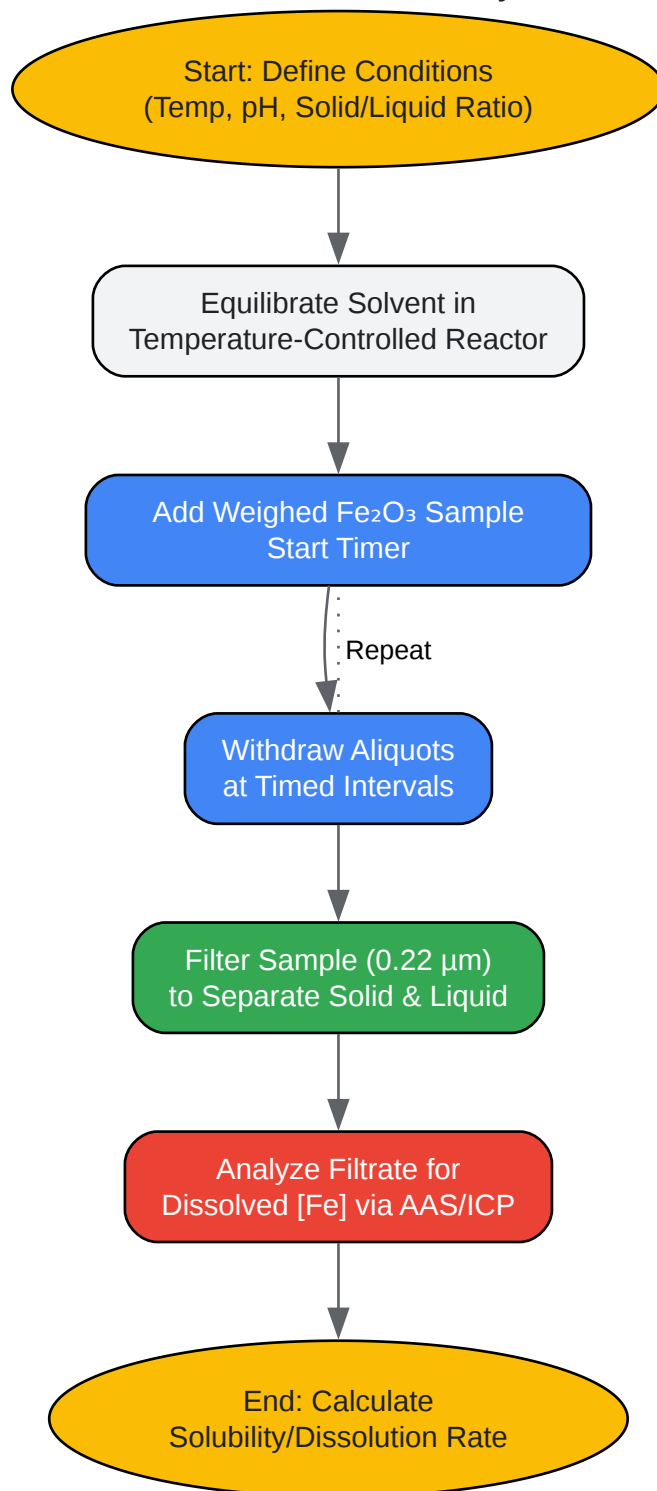 Start: Define Conditions
(Temp, pH, Solid/Liquid Ratio)
Equilibrate Solvent in
Temperature-Controlled Reactor
Add Weighed Fe₂O₃ Sample
Start Timer
Repeat
Withdraw Aliquots
at Timed Intervals
Filter Sample (0.22 µm)
to Separate Solid & Liquid
Analyze Filtrate for
Dissolved [Fe] via AAS/ICP
End: Calculate
Solubility/Dissolution Rate